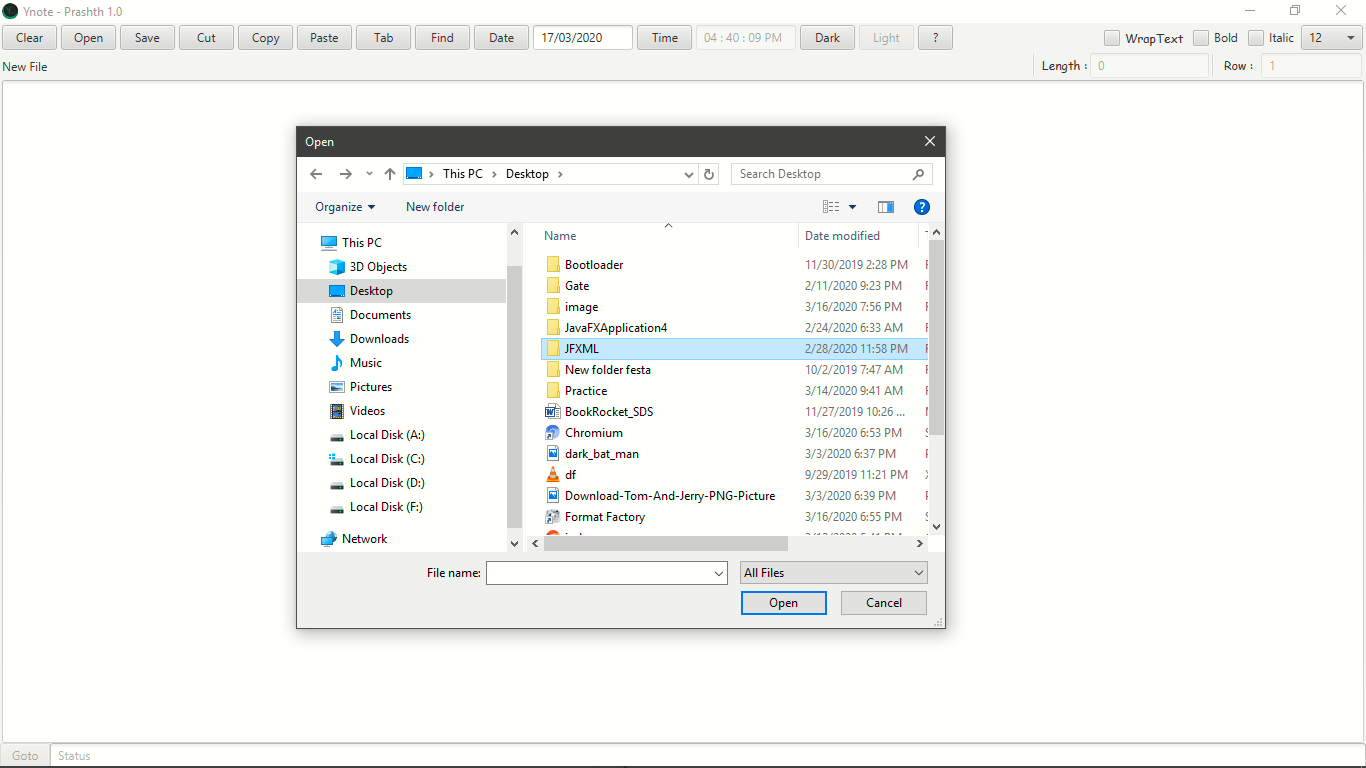 Ynote - Prashth 1.0
Clear Open Save Cut Copy Paste Tab Find Date 17/03/2020 Time 04 : 40 : 09 PM Dark Light ? WrapText Bold Italic 12
New File Length : 0 Row : 1
Open
This PC Desktop Search Desktop
Organize New folder
This PC
3D Objects
Desktop
Documents
Downloads
Music
Pictures
Videos
Local Disk (A:)
Local Disk (C:)
Local Disk (D:)
Local Disk (F:)
Network
Name Date modified
Bootloader 11/30/2019 2:28 PM
Gate 2/11/2020 9:23 PM
image 3/16/2020 7:56 PM
JavaFXApplication4 2/24/2020 6:33 AM
JFXML 2/28/2020 11:58 PM
New folder festa 10/2/2019 7:47 AM
Practice 3/14/2020 9:41 AM
BookRocket_SDS 11/27/2019 10:26 ...
Chromium 3/16/2020 6:53 PM
dark_bat_man 3/3/2020 6:37 PM
df 9/29/2019 11:21 PM
Download-Tom-And-Jerry-PNG-Picture 3/3/2020 6:39 PM
Format Factory 3/16/2020 6:55 PM
File name: All Files
Open Cancel
Goto Status